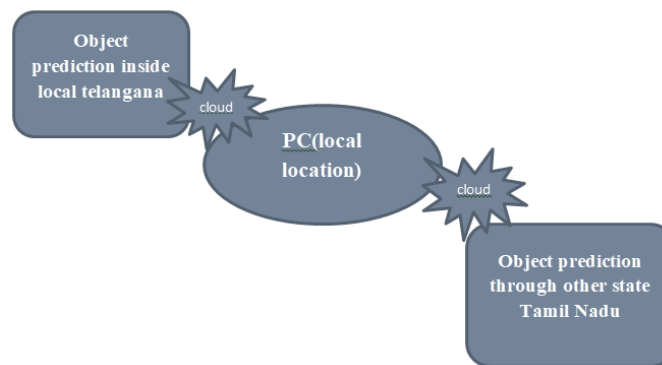 Object
prediction inside
local telangana
cloud
PC(local
location)
cloud
Object prediction
through other state
Tamil Nadu